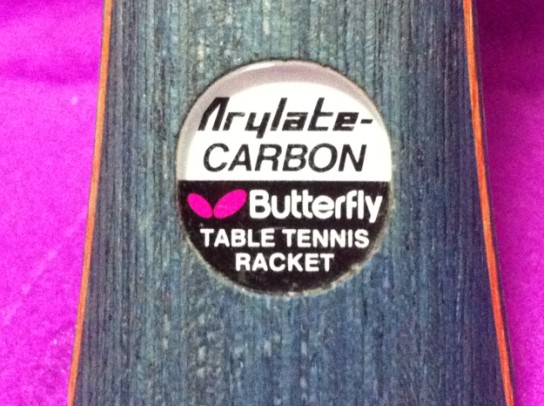 Arylate-
CARBON
Butterfly
TABLE TENNIS
RACKET